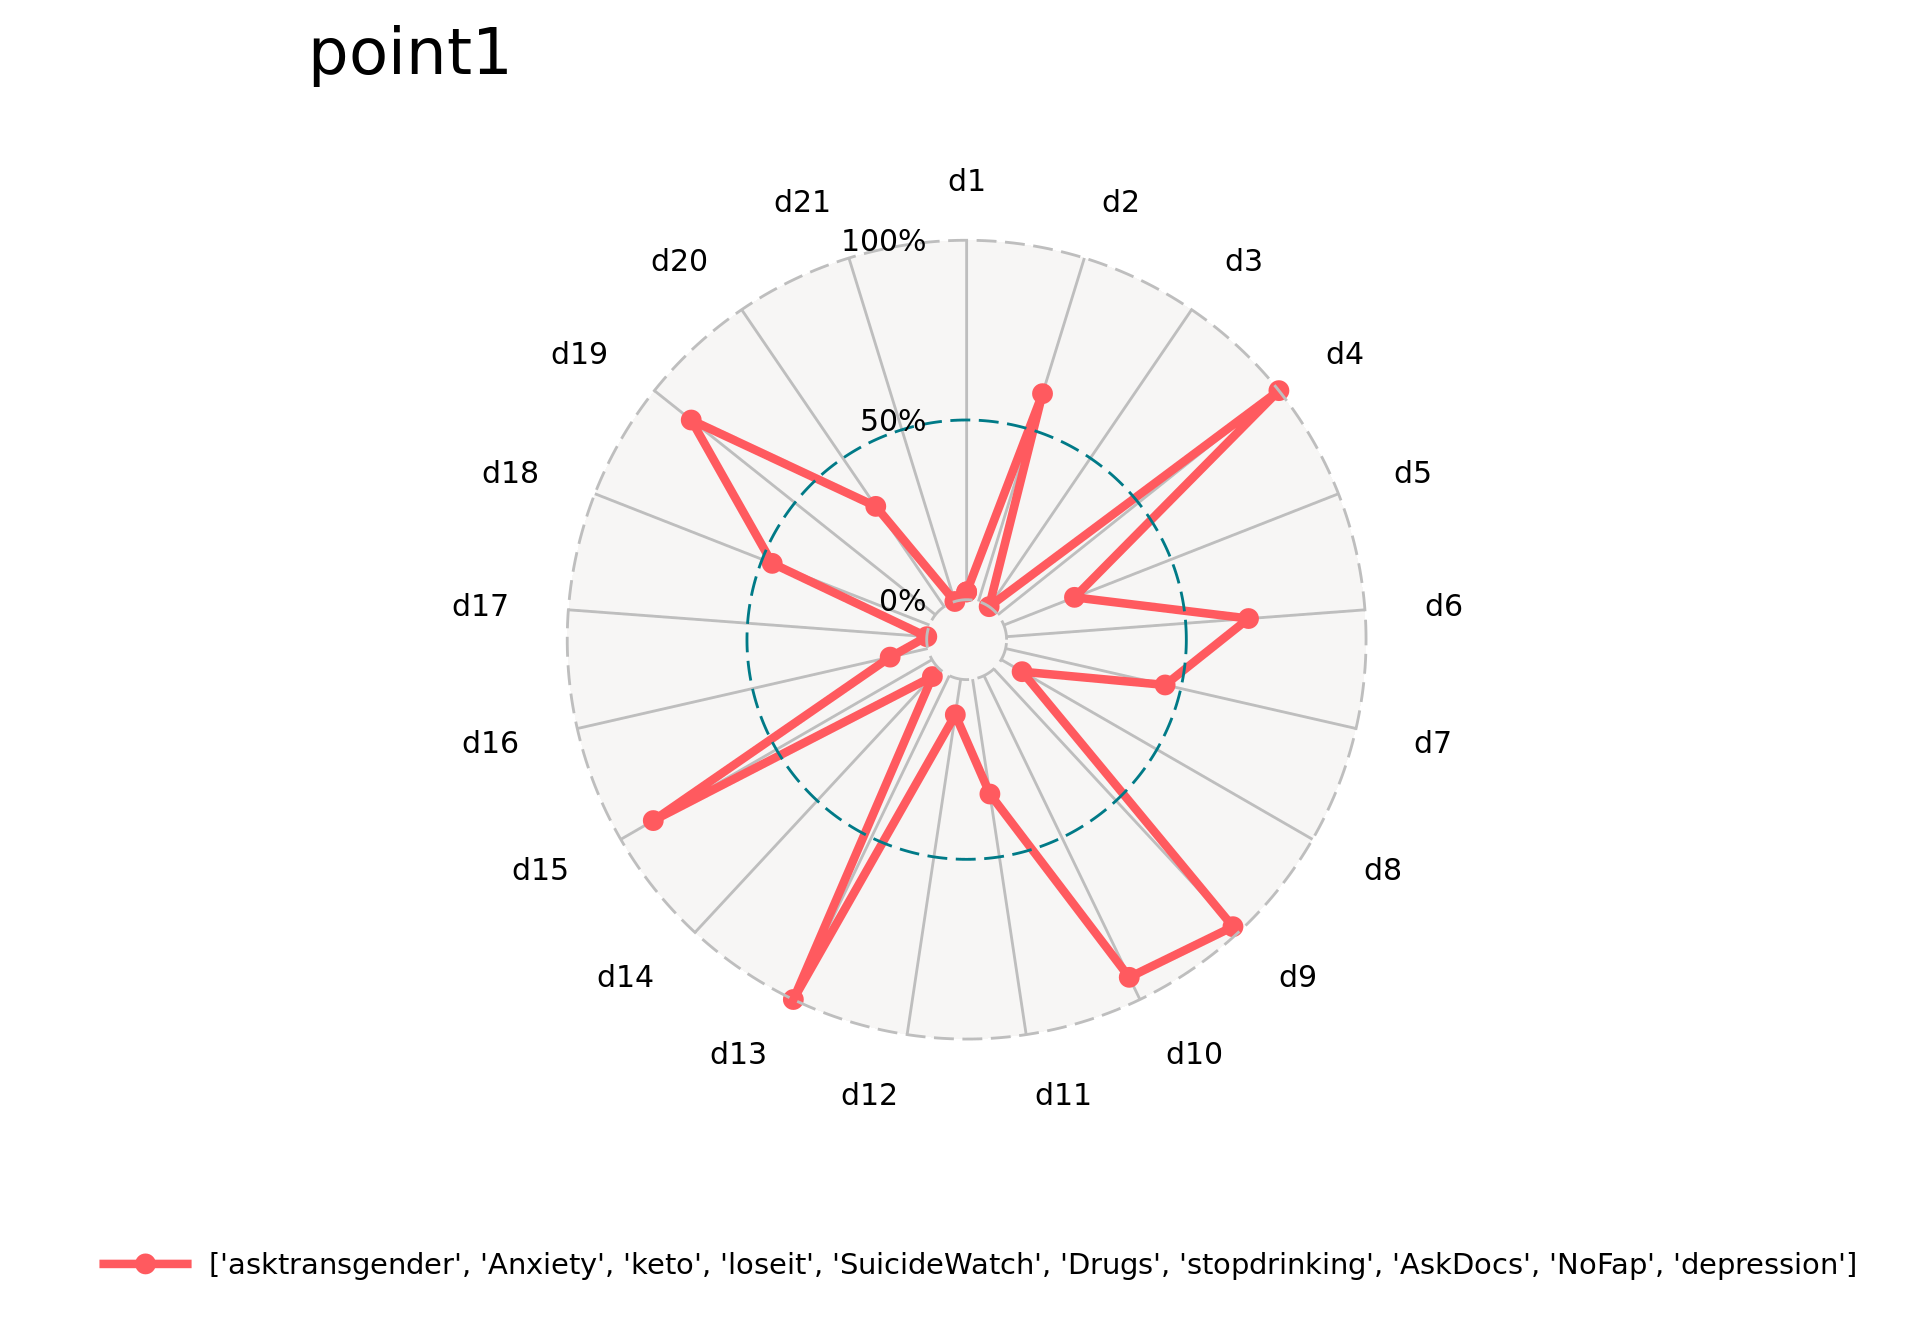 point1
d1
d21
d2
100%
d20
d3
d19
d4
50%
d18
d5
0%
d17
d6
d16
d7
d15
d8
d14
d9
d13
d10
d12
d11
['asktransgender', 'Anxiety', 'keto', 'loseit', 'SuicideWatch', 'Drugs', 'stopdrinking', 'AskDocs', 'NoFap', 'depression']